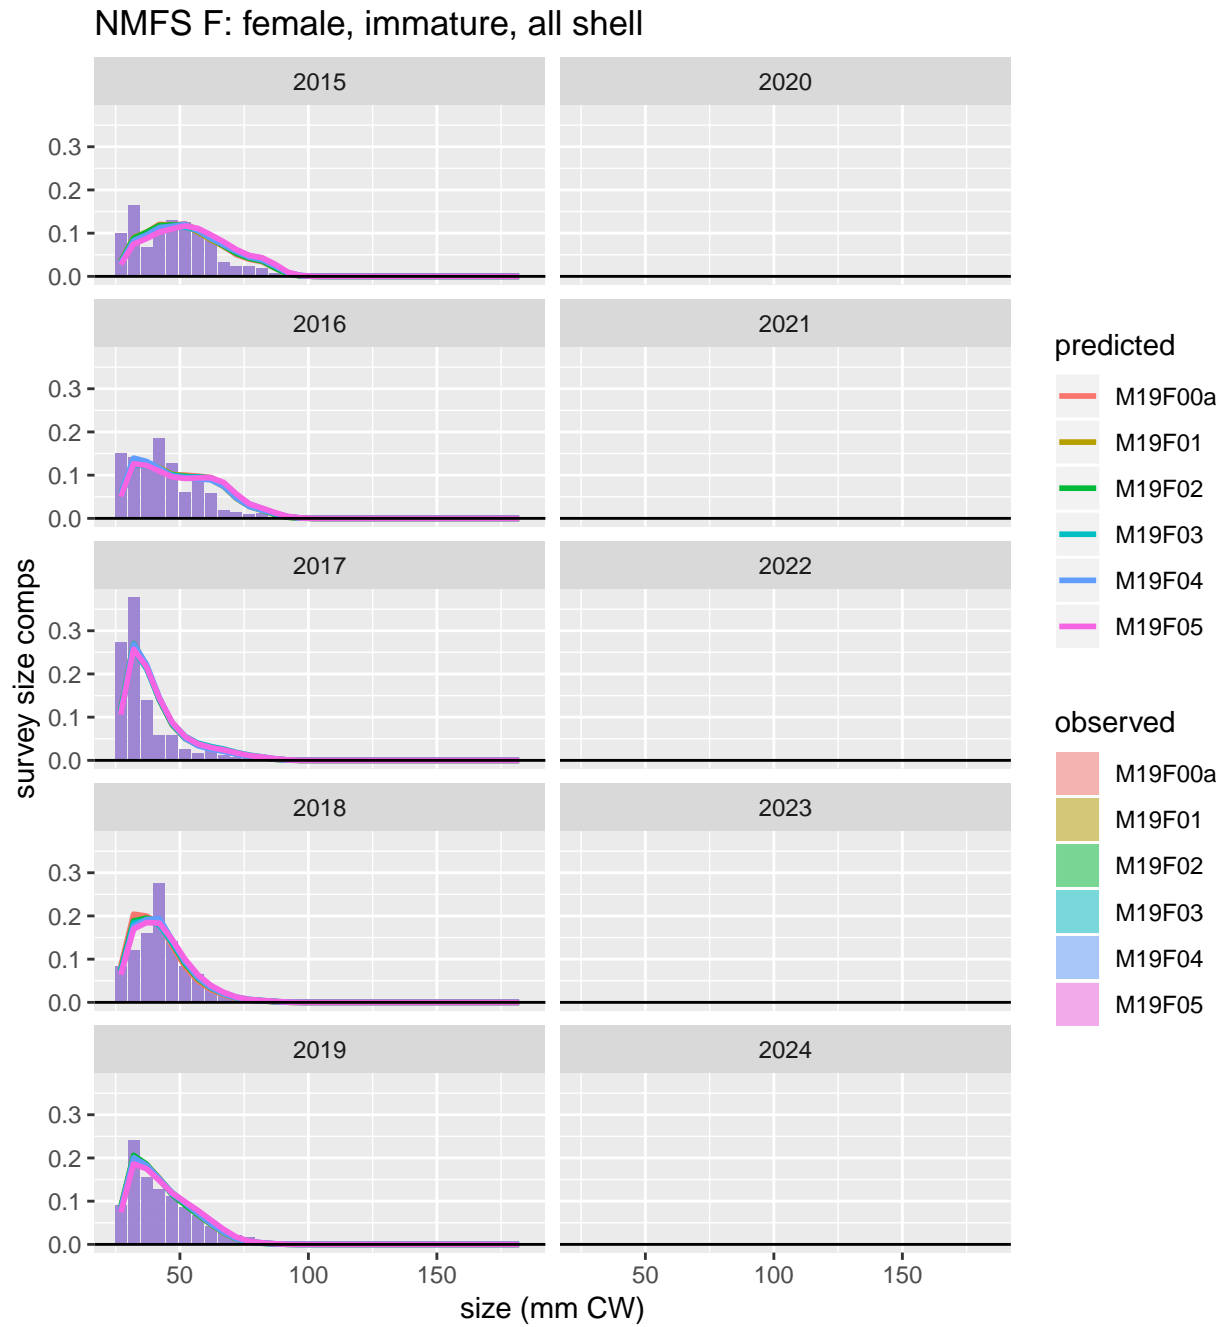 NMFS F: female, immature, all shell
2015
2020
0.3
0.2
0.1
0.0
2016
2021
0.3
0.2
0.1
0.0
2017
2022
0.3
0.2
0.1
0.0
2018
2023
0.3
0.2
0.1
0.0
2019
2024
0.3
0.2
0.1
0.0
50
100
150
50
100
150
size (mm CW)
survey size comps
predicted
M19F00a
M19F01
M19F02
M19F03
M19F04
M19F05
observed
M19F00a
M19F01
M19F02
M19F03
M19F04
M19F05